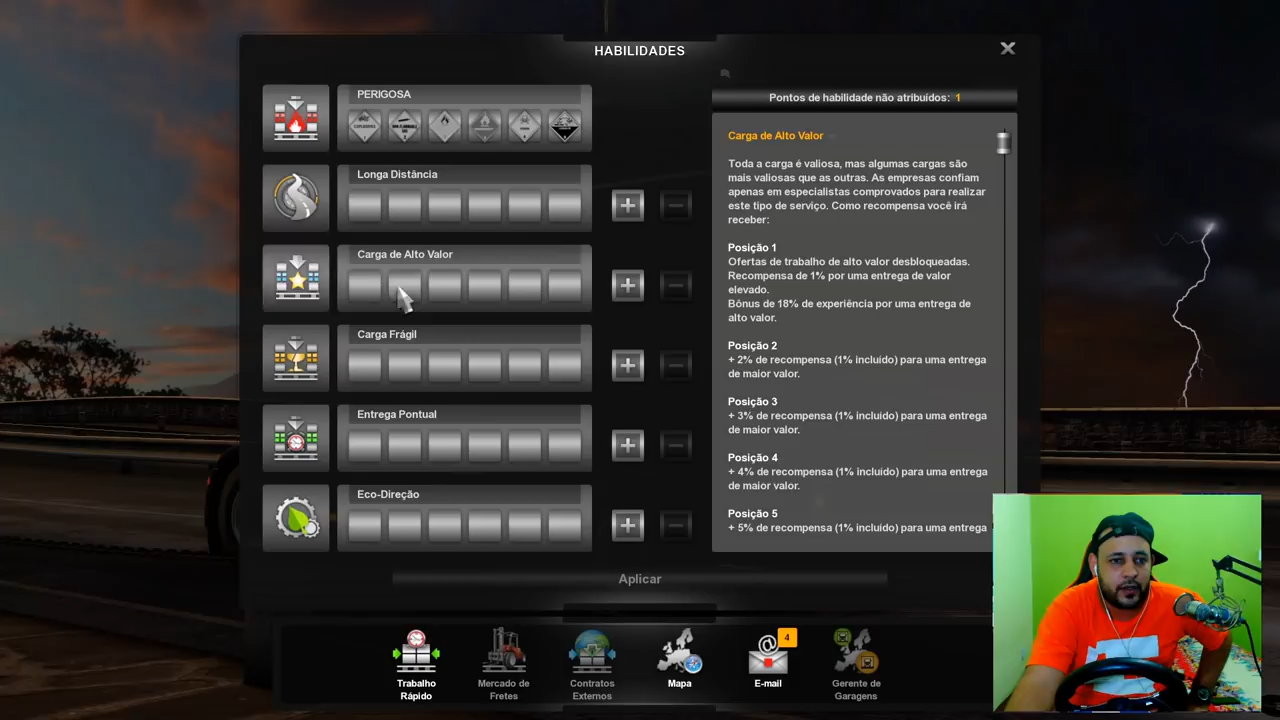 HABILIDADES
PERIGOSA
Longa Distância
Carga de Alto Valor
Carga Frágil
Entrega Pontual
Eco-Direção
Pontos de habilidade não atribuídos: 1
Carga de Alto Valor
Toda a carga é valiosa, mas algumas cargas são
mais valiosas que as outras. As empresas confiam
apenas em especialistas comprovados para realizar
este tipo de serviço. Como recompensa você irá
receber:
Posição 1
Ofertas de trabalho de alto valor desbloqueadas.
Recompensa de 1% por uma entrega de valor
elevado.
Bônus de 18% de experiência por uma entrega de
alto valor.
Posição 2
+ 2% de recompensa (1% incluído) para uma entrega
de maior valor.
Posição 3
+ 3% de recompensa (1% incluido) para uma entrega
de maior valor.
Posição 4
+ 4% de recompensa (1% incluído) para uma entrega
de maior valor.
Posição 5
+ 5% de recompensa (1% incluído) para uma entrega
Aplicar
Trabalho
Rápido
Mercado de
Fretes
Contratos
Externos
Mapa
4
E-mail
Gerente de
Garagens